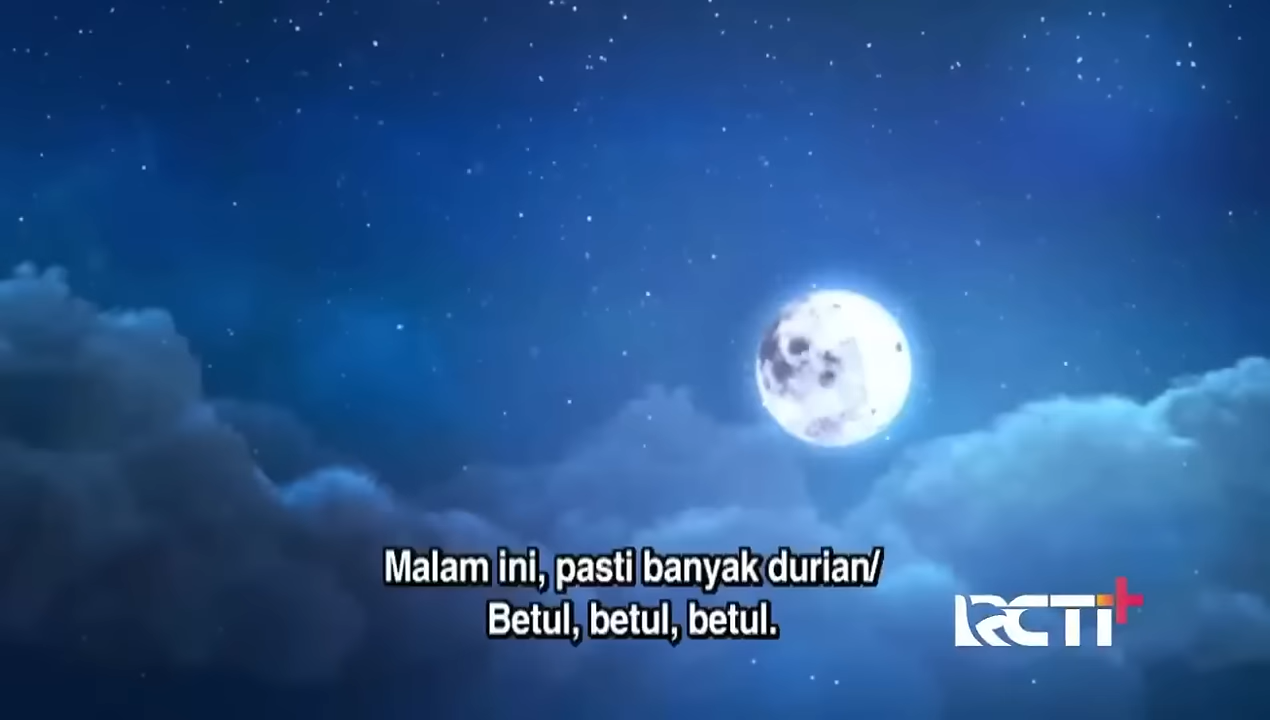 Malam ini, pasti banyak durian/
Betul, betul, betul.
RCTI+